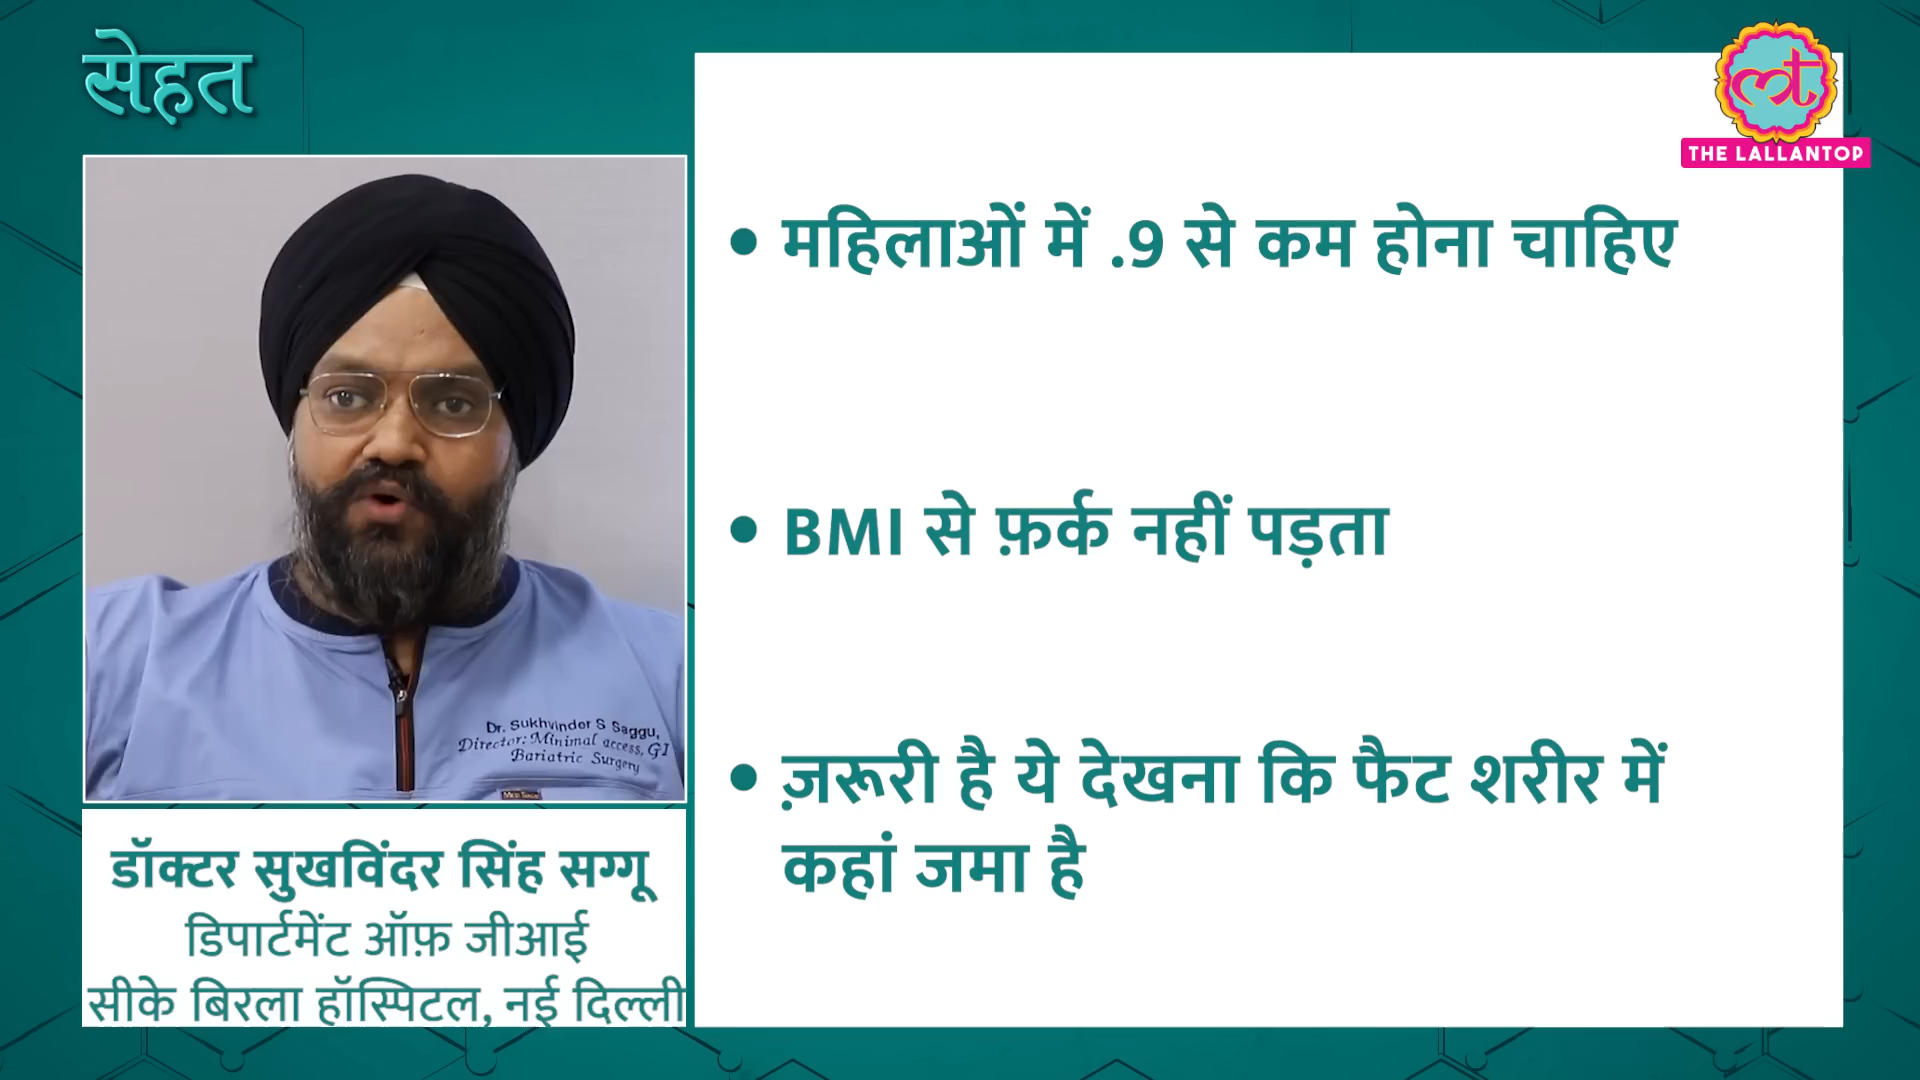 सेहत
THE LALLANTOP
• महिलाओं में .9 से कम होना चाहिए
• BMI से फ़र्क नहीं पड़ता
• ज़रूरी है ये देखना कि फैट शरीर में
कहां जमा है
Dr. Sukhvinder S Saggu,
Director: Minimal access, GI
Bariatric Surgery
डॉक्टर सुखविंदर सिंह सग्गू
डिपार्टमेंट ऑफ़ जीआई
सीके बिरला हॉस्पिटल, नई दिल्ली